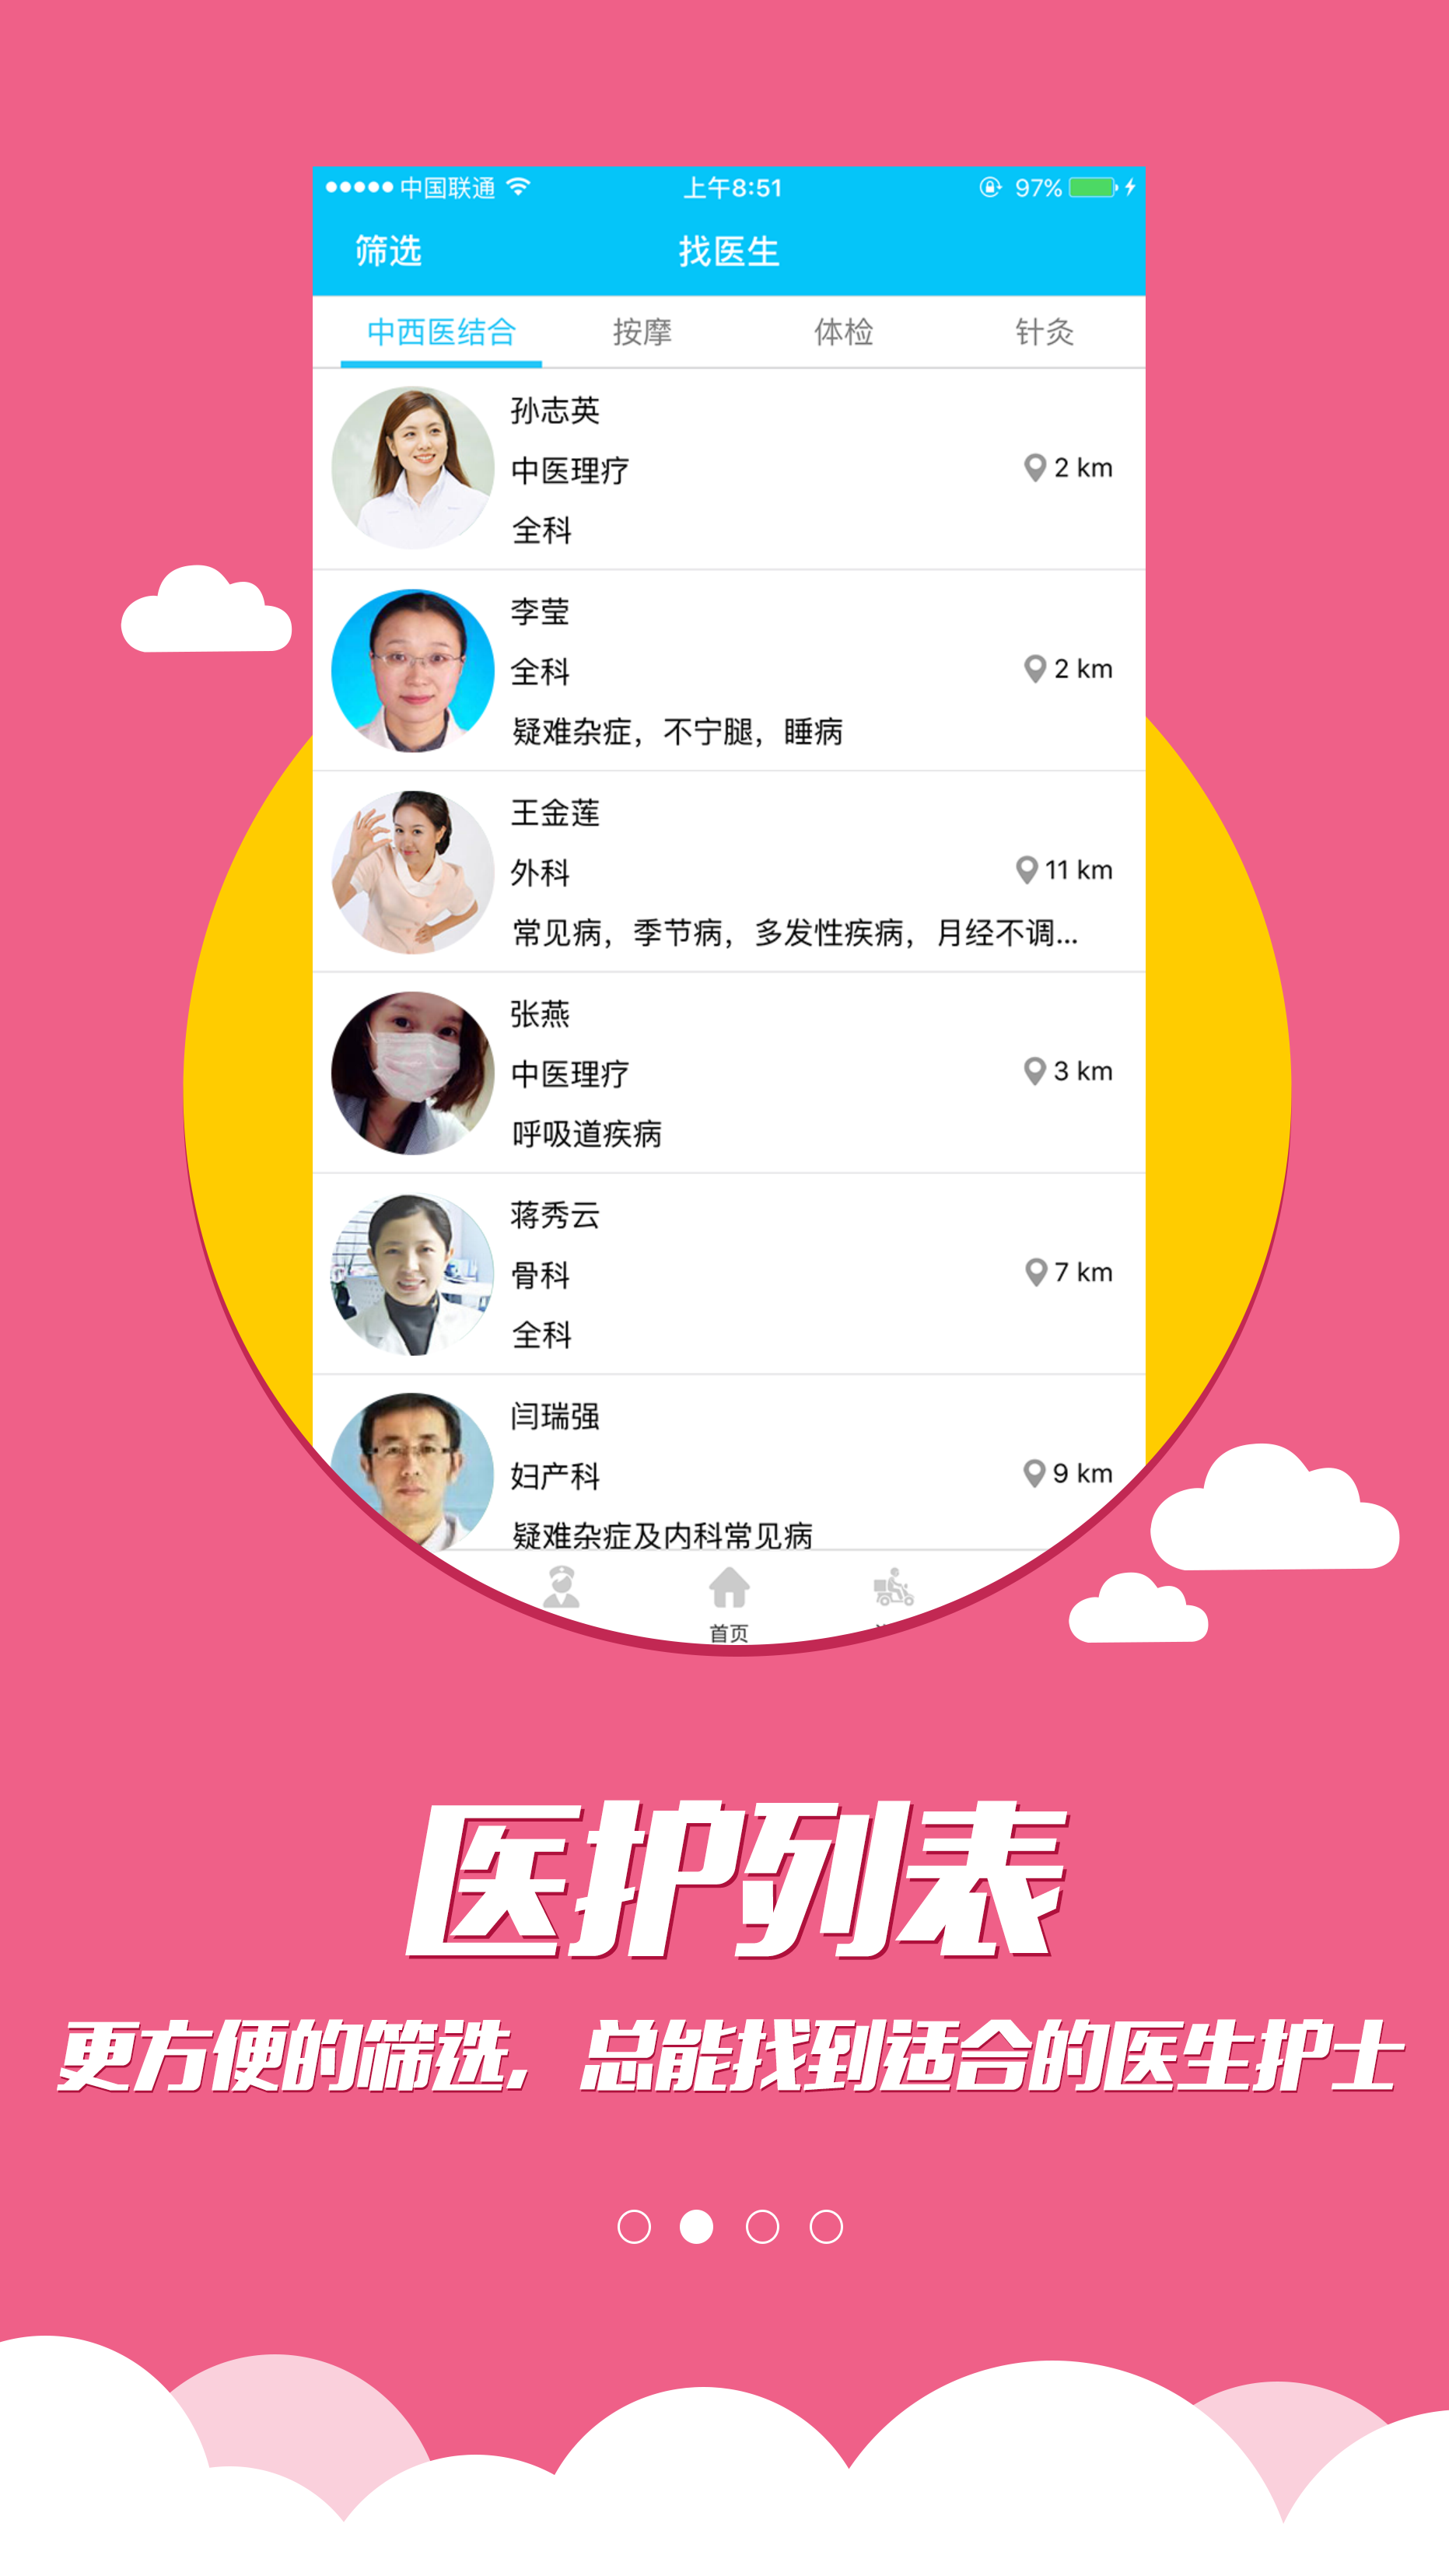 中国联通 上午8:51 97%
筛选 找医生
中西医结合 按摩 体检 针灸
孙志英
中医理疗 2 km
全科
李莹
全科 2 km
疑难杂症，不宁腿，睡病
王金莲
外科 11 km
常见病，季节病，多发性疾病，月经不调...
张燕
中医理疗 3 km
呼吸道疾病
蒋秀云
骨科 7 km
全科
闫瑞强
妇产科 9 km
疑难杂症及内科常见病
首页
医护列表
更方便的筛选，总能找到适合的医生护士